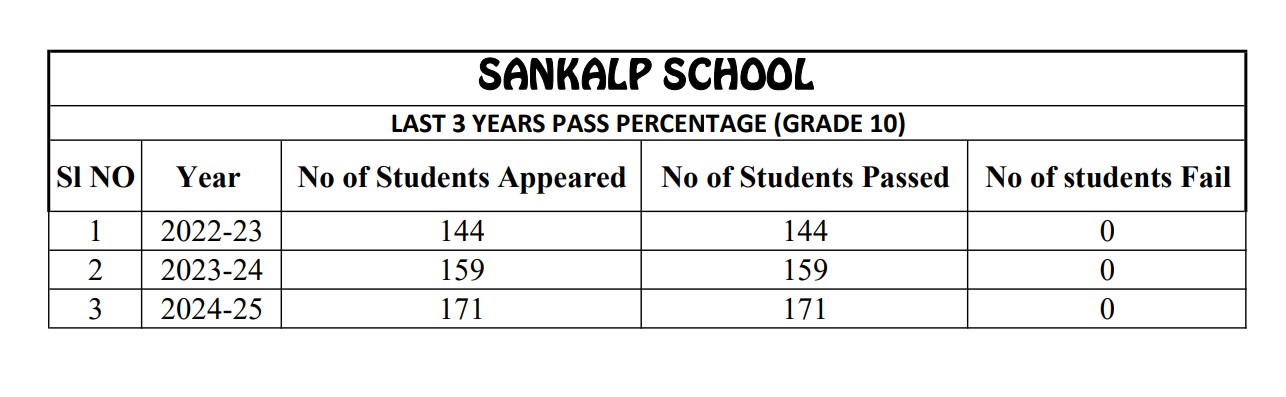 SANKALP SCHOOL
LAST 3 YEARS PASS PERCENTAGE (GRADE 10)
Sl NO Year No of Students Appeared No of Students Passed No of students Fail
1 2022-23 144 144 0
2 2023-24 159 159 0
3 2024-25 171 171 0